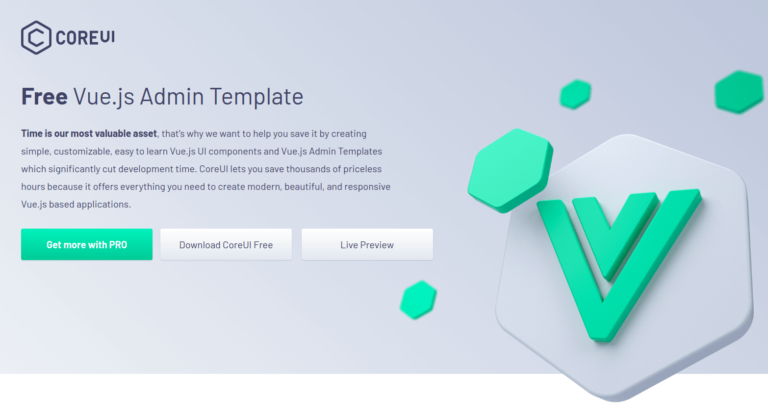 COREUI
Free Vue.js Admin Template
Time is our most valuable asset, that's why we want to help you save it by creating
simple, customizable, easy to learn Vue.js UI components and Vue.js Admin Templates
which significantly cut development time. CoreUI lets you save thousands of priceless
hours because it offers everything you need to create modern, beautiful, and responsive
Vue.js based applications.
Get more with PRO
Download CoreUI Free
Live Preview